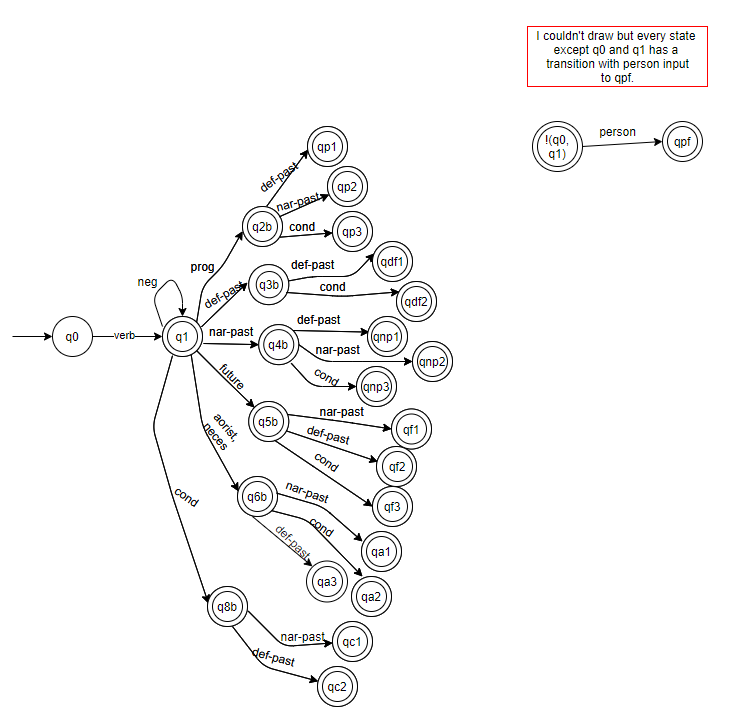 I couldn't draw but every state
except q0 and q1 has a
transition with person input
to qpf.
!(q0,
q1)
person
qpf
qp1
def-past
qp2
nar-past
q2b
cond
qp3
prog
neg
def-past
q3b
def-past
qdf1
cond
qdf2
q0
verb
q1
nar-past
q4b
def-past
qnp1
nar-past
qnp2
cond
qnp3
future
q5b
nar-past
qf1
def-past
qf2
cond
qf3
aorist,
neces
q6b
nar-past
qa1
cond
qa2
def-past
qa3
cond
q8b
nar-past
qc1
def-past
qc2